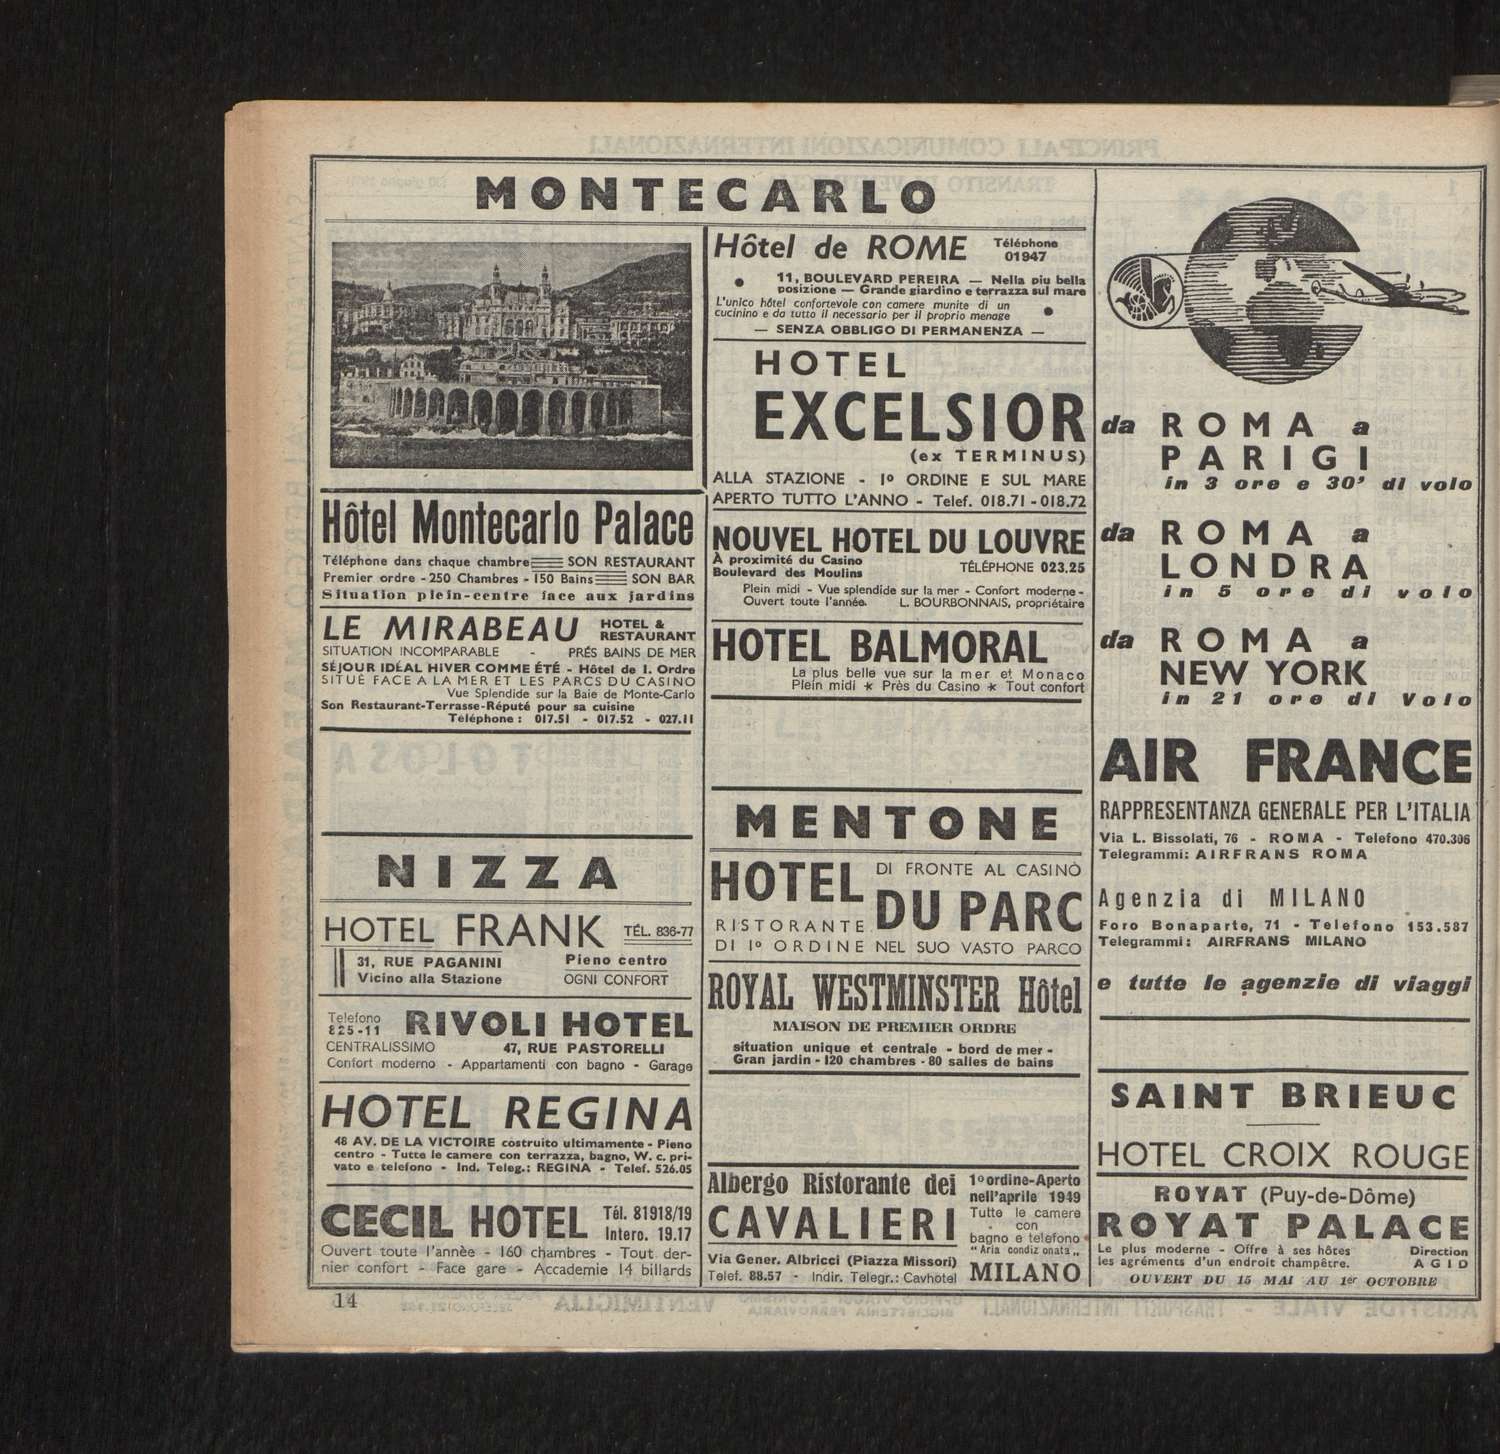 MONTECARLO
Hôtel Montecarlo Palace
Téléphone dans chaque chambre SON RESTAURANT
Premier ordre - 250 Chambres - 150 Bains SON BAR
Situation plein-centre face aux jardins
LE MIRABEAU HOTEL & RESTAURANT
SITUATION INCOMPARABLE - PRÉS BAINS DE MER
SÉJOUR IDÉAL HIVER COMME ÉTÉ - Hôtel de I. Ordre
SITUÉ FACE A LA MER ET LES PARCS DU CASINO
Vue Splendide sur la Baie de Monte-Carlo
Son Restaurant-Terrasse-Réputé pour sa cuisine
Téléphone : 017.51 - 017.52 - 027.11
NIZZA
HOTEL FRANK TÉL. 836-77
31, RUE PAGANINI Pieno centro
Vicino alla Stazione OGNI CONFORT
Telefono
825-11 RIVOLI HOTEL
CENTRALISSIMO 47, RUE PASTORELLI
Confort moderno - Appartamenti con bagno - Garage
HOTEL REGINA
48 AV. DE LA VICTOIRE costruito ultimamente - Pieno
centro - Tutte le camere con terrazza, bagno, W. c. pri-
vato e telefono - Ind. Teleg.: REGINA - Telef. 526.05
CECIL HOTEL Tél. 81918/19
Intero. 19.17
Ouvert toute l'annèe - 160 chambres - Tout der-
nier confort - Face gare - Accademie 14 billards
Hôtel de ROME Téléphone
01947
11, BOULEVARD PEREIRA — Nella piu bella
posizione — Grande giardino e terrazza sul mare
L'unico hôtel confortevole con camere munite di un
cucinino e da tutto il necessario per il proprio menage
— SENZA OBBLIGO DI PERMANENZA —
HOTEL
EXCELSIOR
(ex TERMINUS)
ALLA STAZIONE - 1º ORDINE E SUL MARE
APERTO TUTTO L'ANNO - Telef. 018.71 - 018.72
NOUVEL HOTEL DU LOUVRE
À proximité du Casino
Boulevard des Moulins TÉLÉPHONE 023.25
Plein midi - Vue splendide sur la mer - Confort moderne -
Ouvert toute l'année. L. BOURBONNAIS, propriétaire
HOTEL BALMORAL
La plus belle vue sur la mer et Monaco
Plein midi * Près du Casino * Tout confort
MENTONE
HOTEL DI FRONTE AL CASINÒ
DU PARC
RISTORANTE
DI 1º ORDINE NEL SUO VASTO PARCO
ROYAL WESTMINSTER Hôtel
MAISON DE PREMIER ORDRE
situation unique et centrale - bord de mer -
Gran jardin - 120 chambres - 80 salles de bains
Albergo Ristorante dei
CAVALIERI
Via Gener. Albricci (Piazza Missori)
Telef. 88.57 - Indir. Telegr.: Cavhotel
1º ordine-Aperto
nell'aprile 1949
Tutte le camere
con
bagno e telefono
"Aria condiz onata„
MILANO
da ROMA a
PARIGI
in 3 ore e 30' di volo
da ROMA a
LONDRA
in 5 ore di volo
da ROMA a
NEW YORK
in 21 ore di Volo
AIR FRANCE
RAPPRESENTANZA GENERALE PER L'ITALIA
Via L. Bissolati, 76 - ROMA - Telefono 470.306
Telegrammi: AIRFRANS ROMA
Agenzia di MILANO
Foro Bonaparte, 71 - Telefono 153.587
Telegrammi: AIRFRANS MILANO
e tutte le agenzie di viaggi
SAINT BRIEUC
HOTEL CROIX ROUGE
ROYAT (Puy-de-Dôme)
ROYAT PALACE
Le plus moderne - Offre à ses hôtes Direction
les agréments d'un endroit champêtre. AGID
OUVERT DU 15 MAI AU 1er OCTOBRE
14